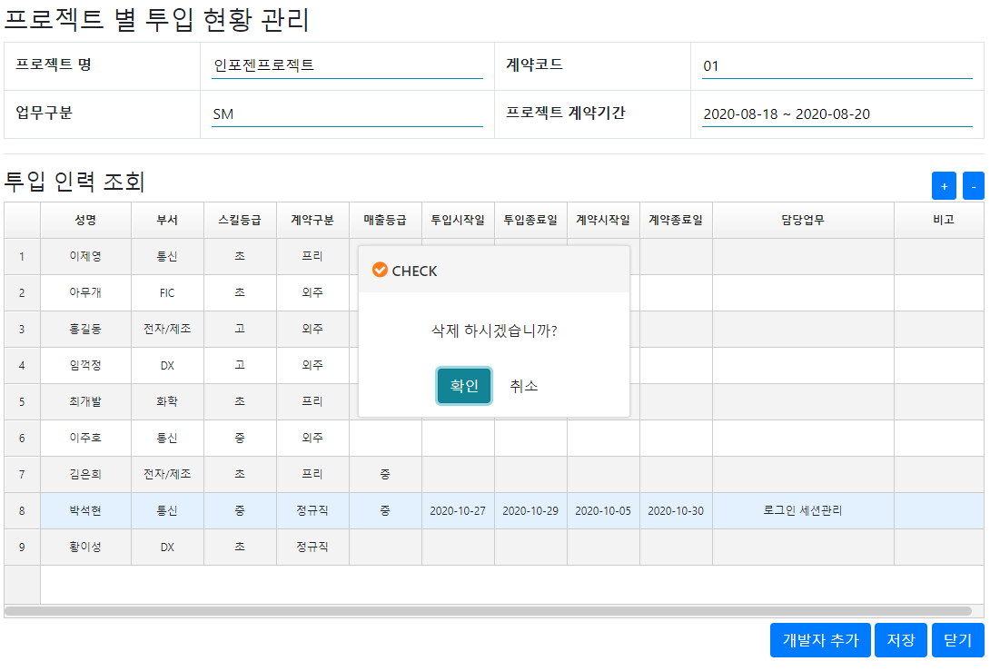 프로젝트 별 투입 현황 관리
프로젝트 명 인포젠프로젝트 계약코드 01
업무구분 SM 프로젝트 계약기간 2020-08-18 ~ 2020-08-20
투입 인력 조회 + -
성명 부서 스킬등급 계약구분 매출등급 투입시작일 투입종료일 계약시작일 계약종료일 담당업무 비고
1 이제영 통신 초 프리
2 아무개 FIC 초 외주
3 홍길동 전자/제조 고 외주
4 임꺽정 DX 고 외주
5 최개발 화학 초 프리
6 이주호 통신 중 외주
7 김은희 전자/제조 초 프리 중
8 박석현 통신 중 정규직 중 2020-10-27 2020-10-29 2020-10-05 2020-10-30 로그인 세션관리
9 황이성 DX 초 정규직
CHECK
삭제 하시겠습니까?
확인 취소
개발자 추가 저장 닫기